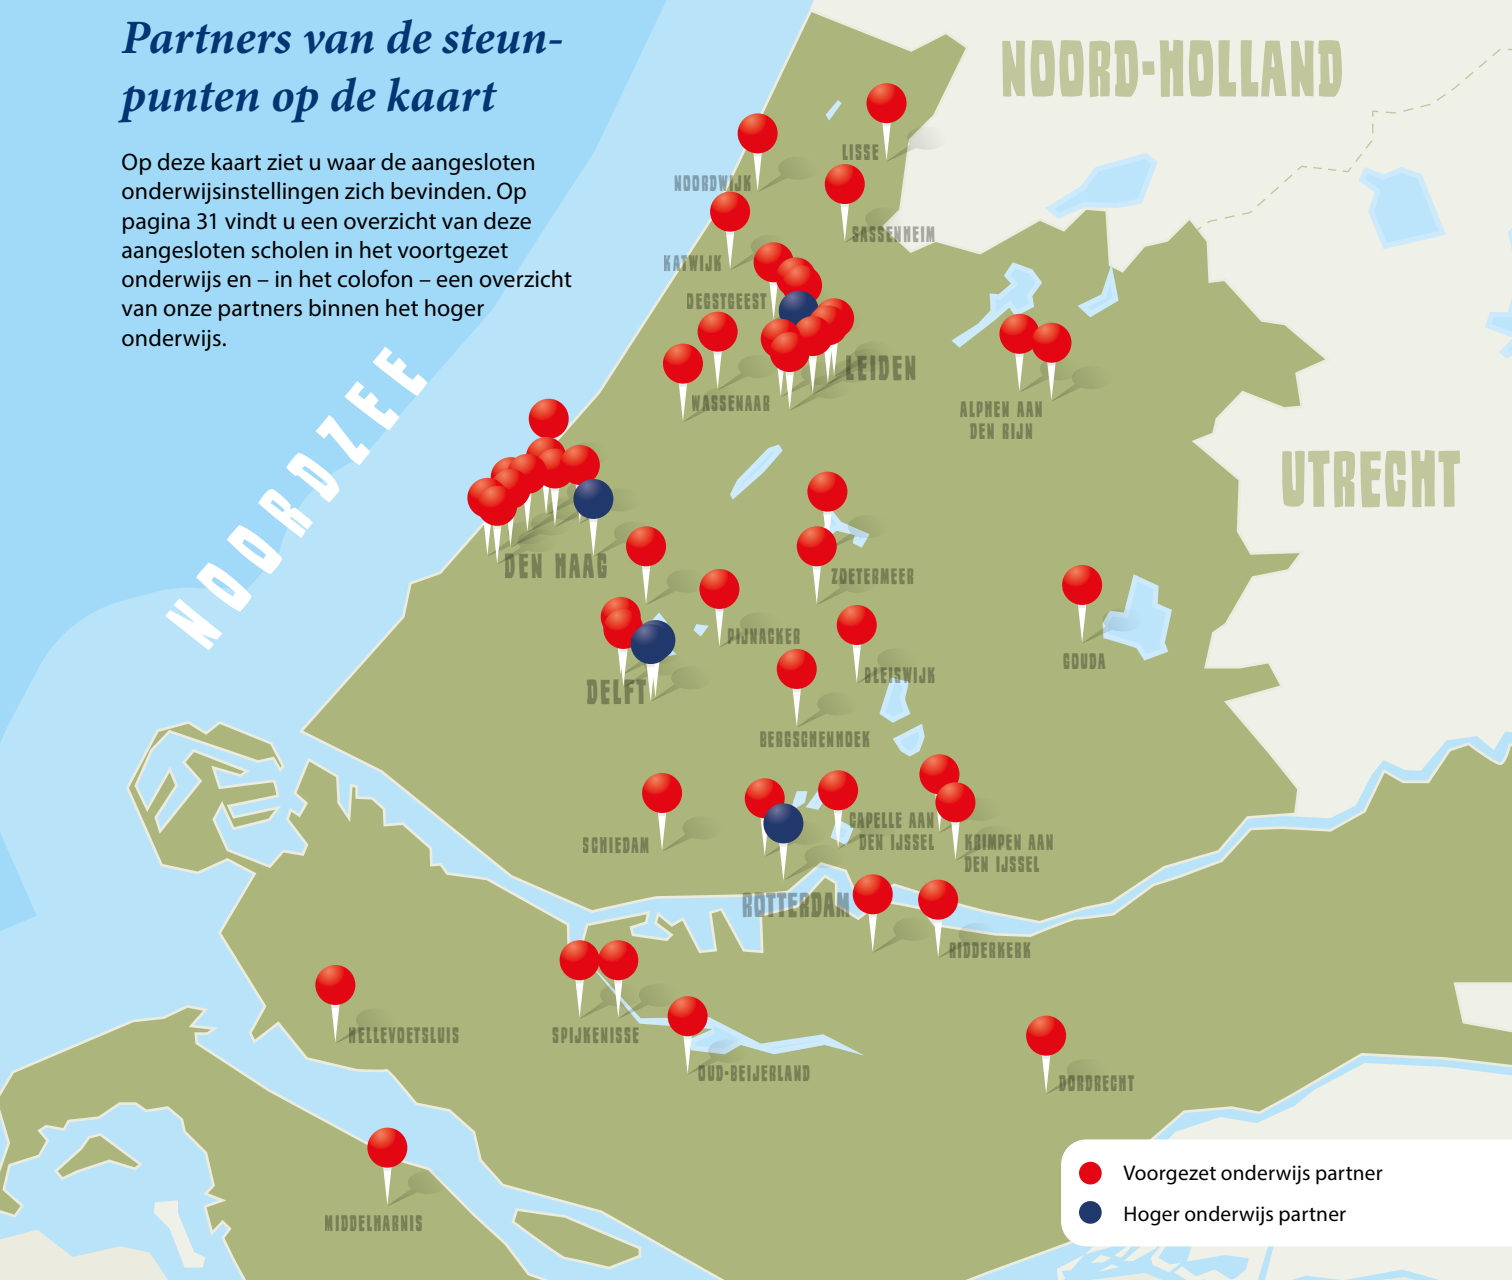 Partners van de steun-
punten op de kaart
Op deze kaart ziet u waar de aangesloten
onderwijsinstellingen zich bevinden. Op
pagina 31 vindt u een overzicht van deze
aangesloten scholen in het voortgezet
onderwijs en – in het colofon – een overzicht
van onze partners binnen het hoger
onderwijs.
NOORDZEE
NOORD-HOLLAND
UTRECHT
LISSE
NOORDWIJK
SASSENHEIM
KATWIJK
OEGSTGEEST
LEIDEN
WASSENAAR
ALPHEN AAN
DEN RIJN
DEN HAAG
ZOETERMEER
PIJNACKER
GOUDA
BLEISWIJK
DELFT
BERGSCHENHOEK
SCHIEDAM
CAPELLE AAN
DEN IJSSEL
KRIMPEN AAN
DEN IJSSEL
ROTTERDAM
RIDDERKERK
HELLEVOETSLUIS
SPIJKENISSE
OUD-BEIJERLAND
DORDRECHT
MIDDELHARNIS
Voorgezet onderwijs partner
Hoger onderwijs partner